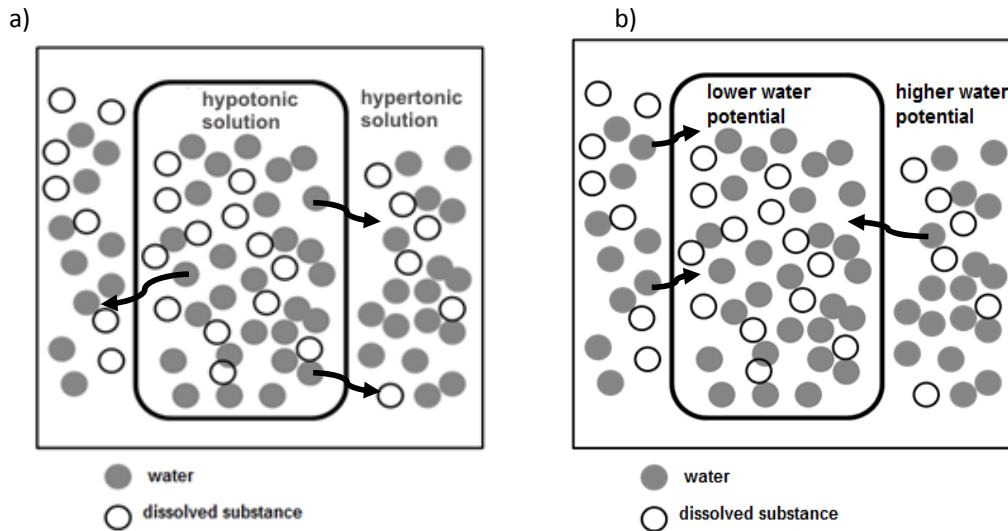 a)
hypotonic
solution
hypertonic
solution
water
dissolved substance
b)
lower water
potential
higher water
potential
water
dissolved substance